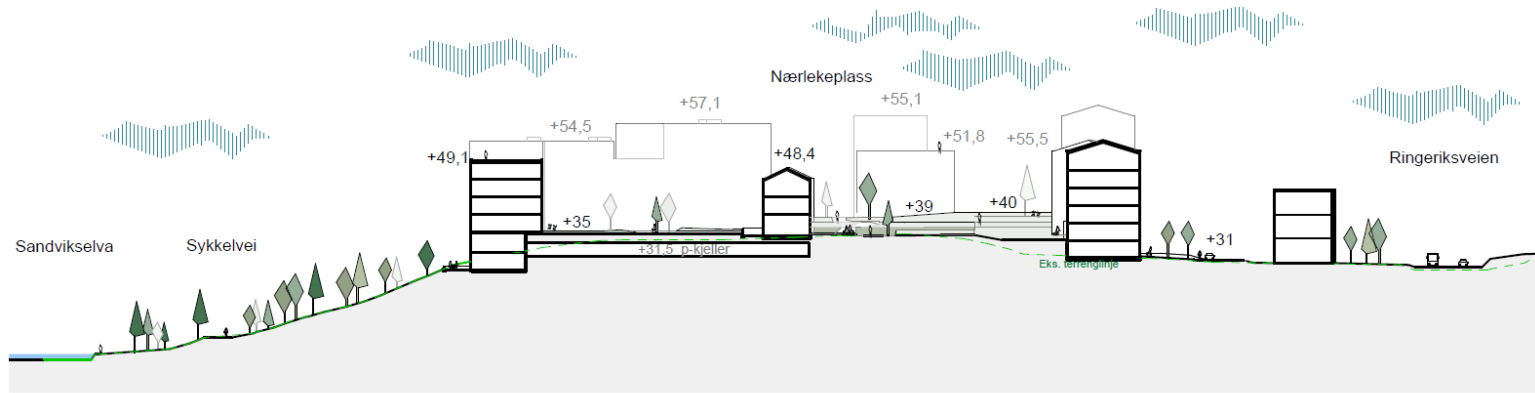 Nærlekeplass
+57,1
+55,1
+54,5
+51,8
+55,5
+49,1
+48,4
Ringeriksveien
+39
+40
+35
Sandvikselva
Sykkelvei
+31,5 p-kjeller
+31
Eks. terrenglinje